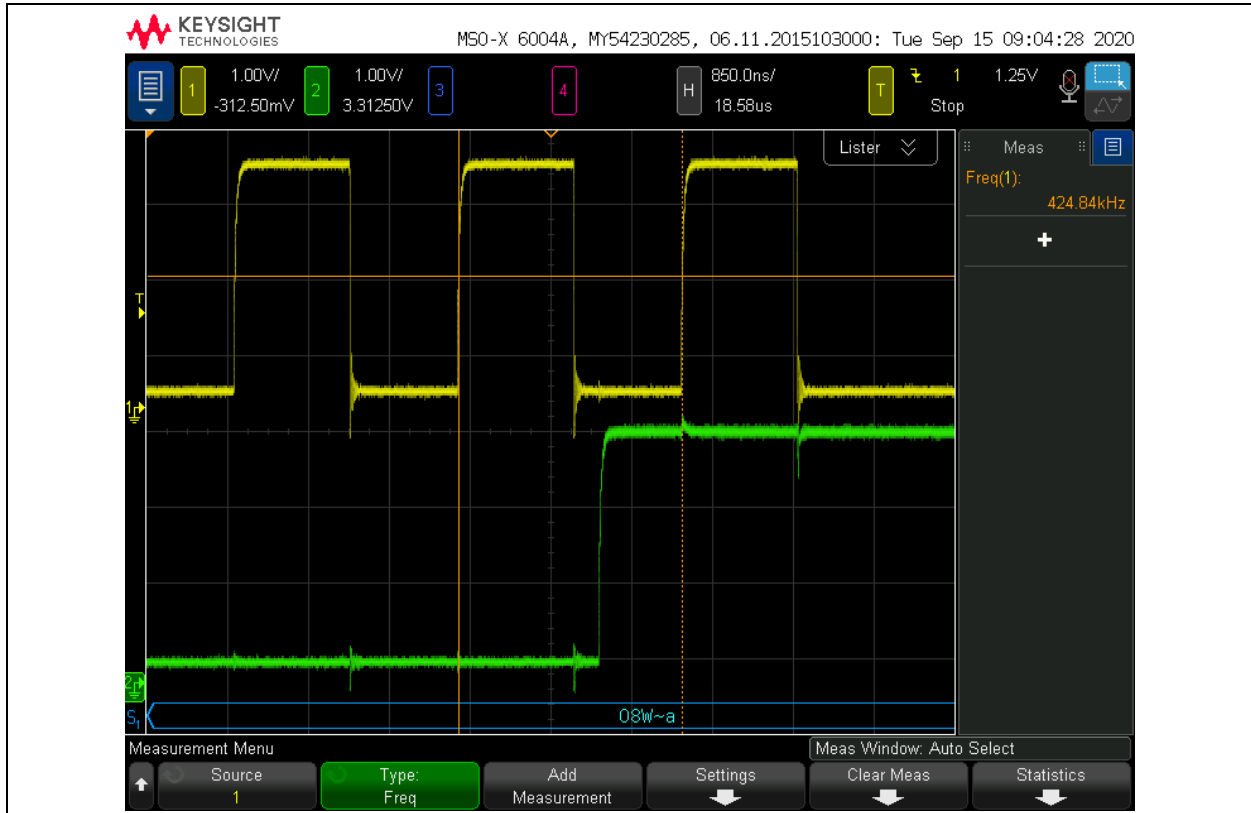 KEYSIGHT
TECHNOLOGIES
MSO-X 6004A, MY54230285, 06.11.2015103000: Tue Sep 15 09:04:28 2020
1 1.00V/ 2 1.00V/ 3 4 H 850.0ns/ T 1 1.25V
-312.50mV 3.31250V 18.58us Stop
Lister
Meas
Freq(1):
424.84kHz
T
1
2
S1
08W~a
Measurement Menu
Meas Window: Auto Select
Source
1
Type:
Freq
Add
Measurement
Settings
Clear Meas
Statistics